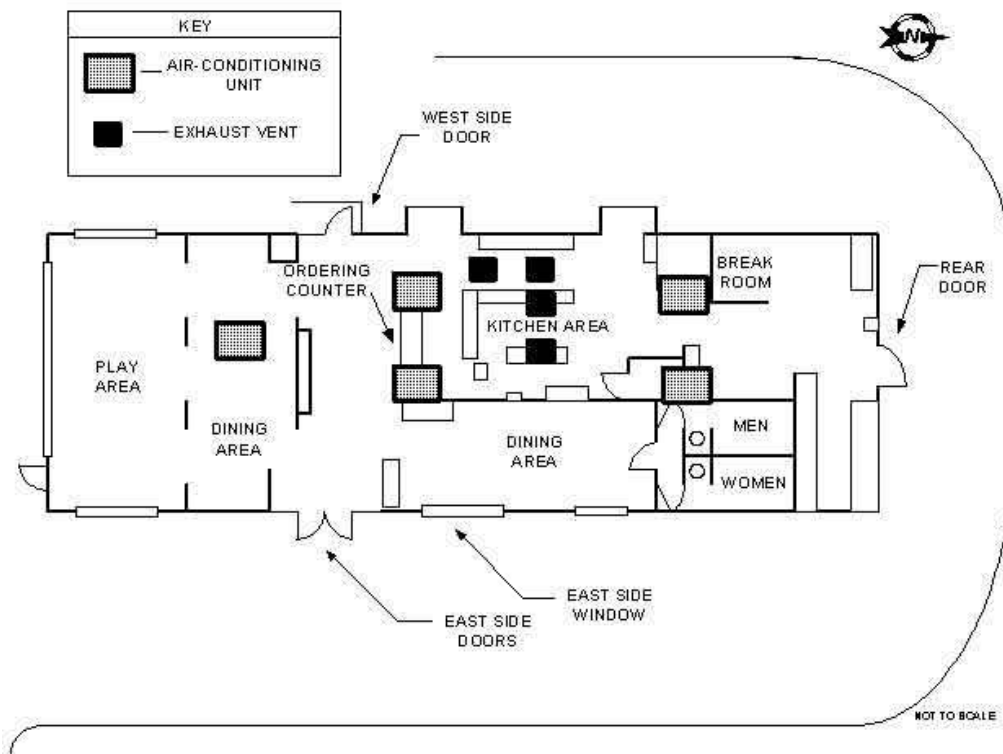 KEY
AIR-CONDITIONING
UNIT
EXHAUST VENT
N
WEST SIDE
DOOR
ORDERING
COUNTER
BREAK
ROOM
REAR
DOOR
KITCHEN AREA
PLAY
AREA
DINING
AREA
DINING
AREA
MEN
WOMEN
EAST SIDE
DOORS
EAST SIDE
WINDOW
NOT TO SCALE